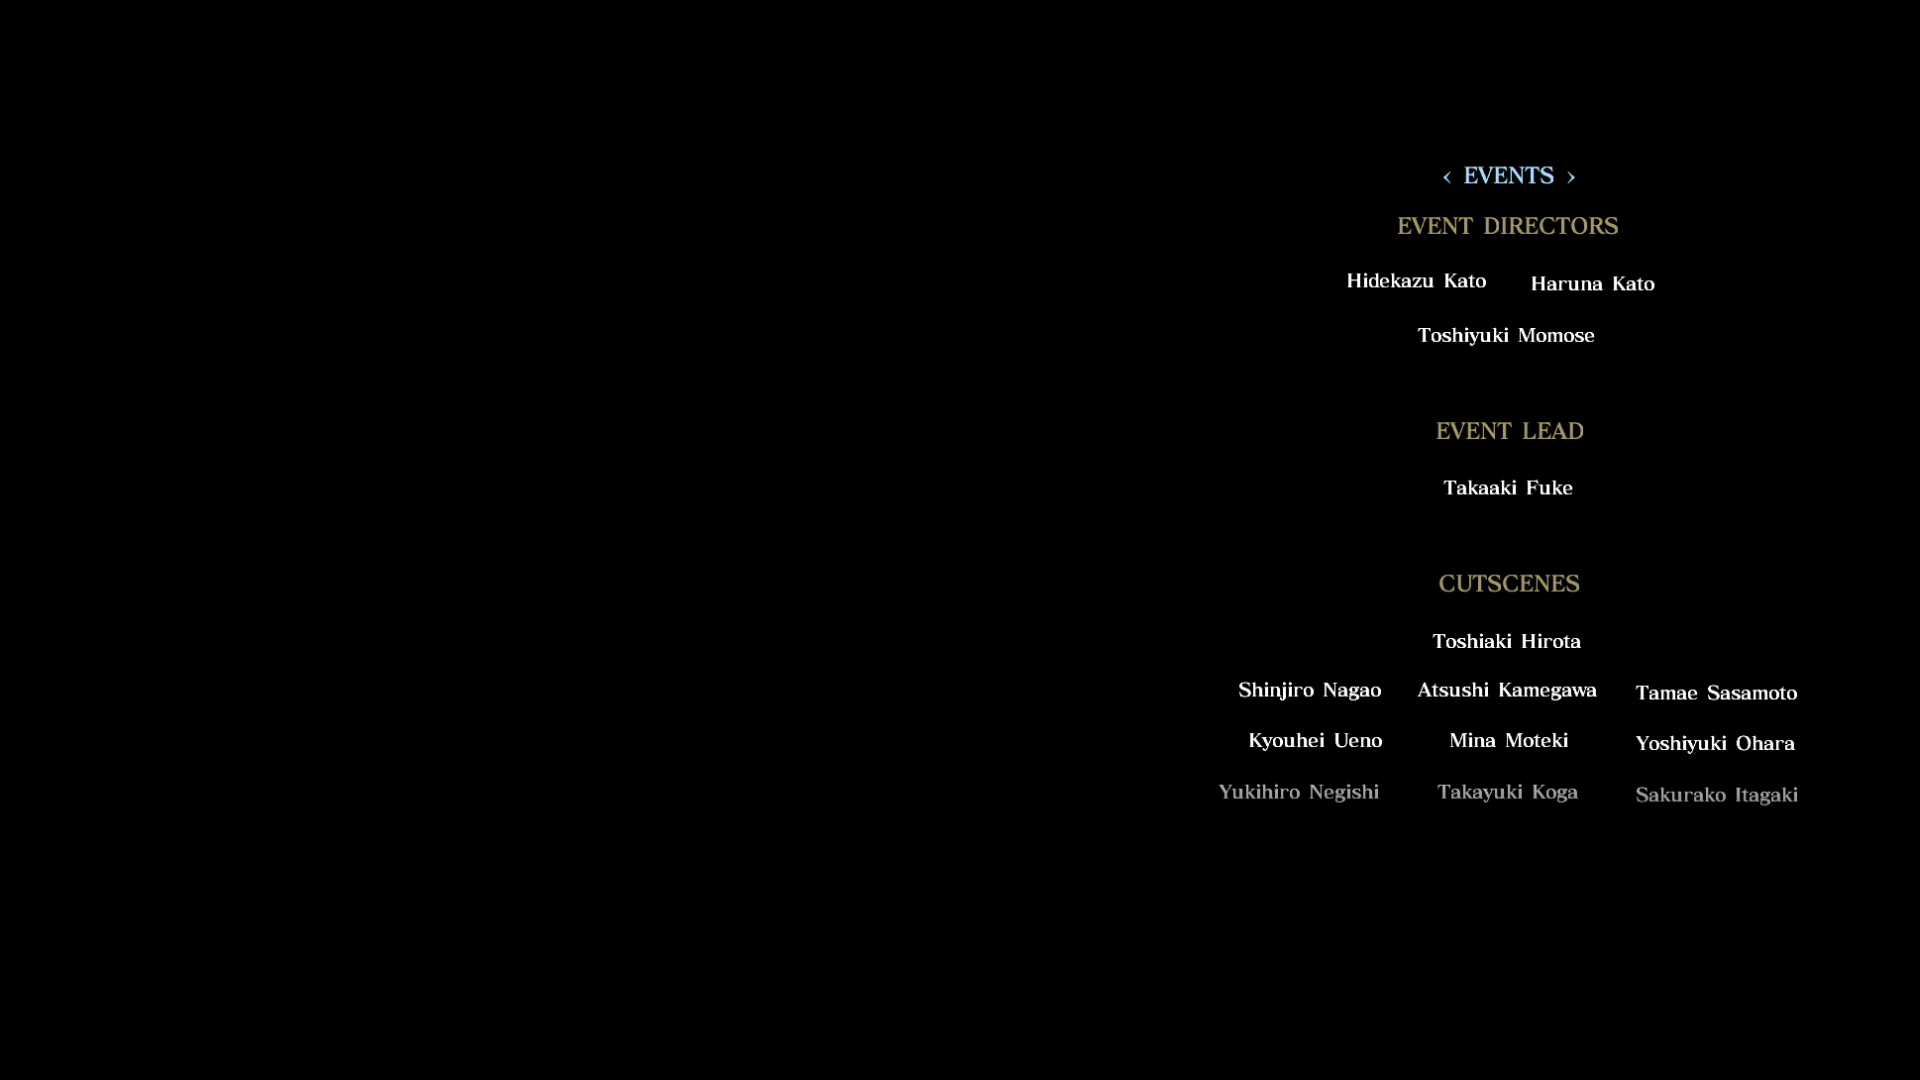 ‹ EVENTS ›
EVENT DIRECTORS
Hidekazu Kato Haruna Kato
Toshiyuki Momose
EVENT LEAD
Takaaki Fuke
CUTSCENES
Toshiaki Hirota
Shinjiro Nagao Atsushi Kamegawa Tamae Sasamoto
Kyouhei Ueno Mina Moteki Yoshiyuki Ohara
Yukihiro Negishi Takayuki Koga Sakurako Itagaki